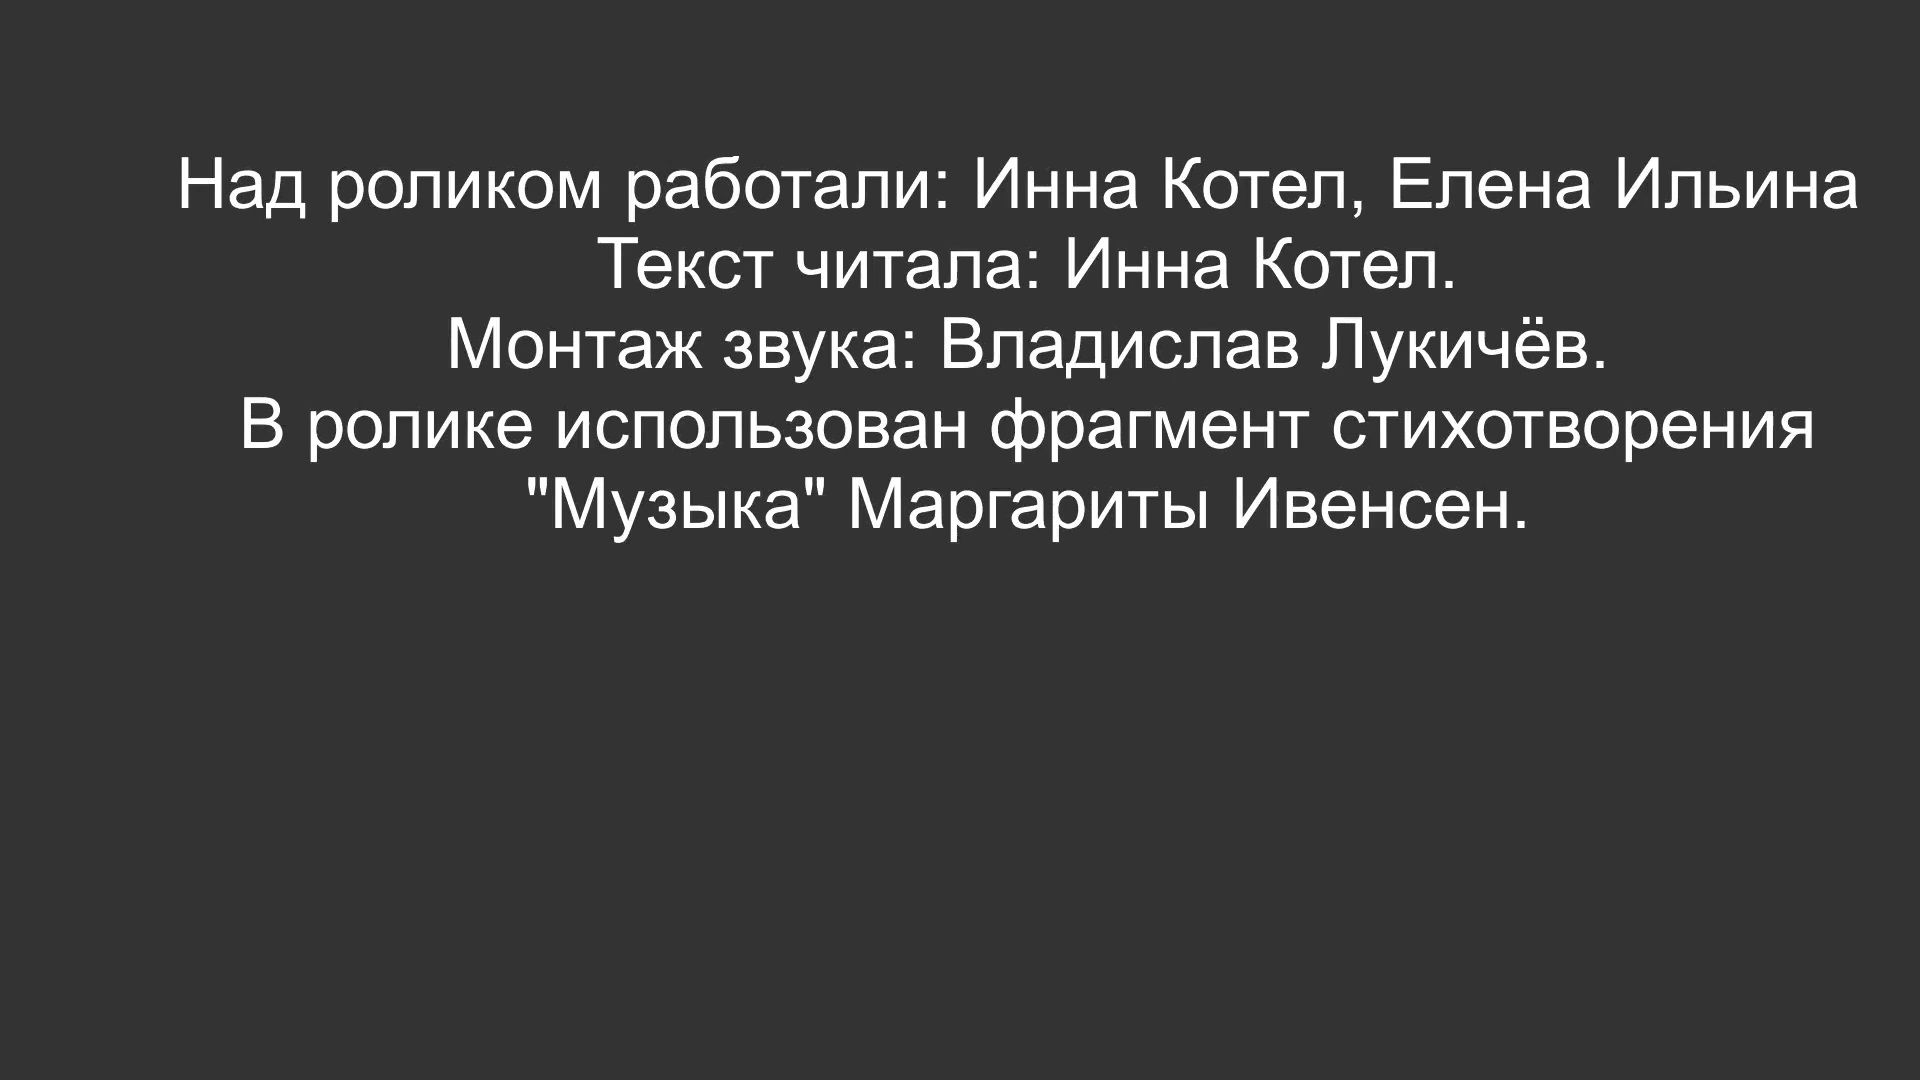 Над роликом работали: Инна Котел, Елена Ильина
Текст читала: Инна Котел.
Монтаж звука: Владислав Лукичёв.
В ролике использован фрагмент стихотворения
"Музыка" Маргариты Ивенсен.